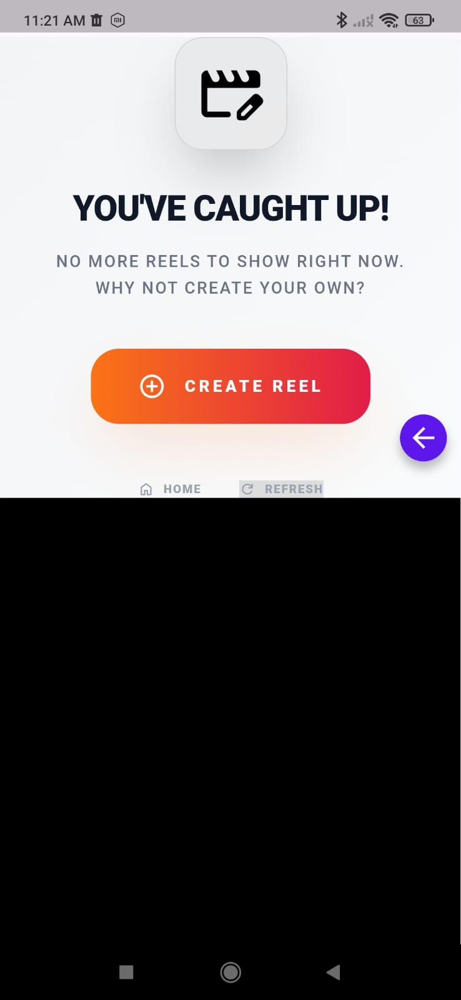 11:21 AM
63
YOU'VE CAUGHT UP!
NO MORE REELS TO SHOW RIGHT NOW.
WHY NOT CREATE YOUR OWN?
CREATE REEL
HOME REFRESH